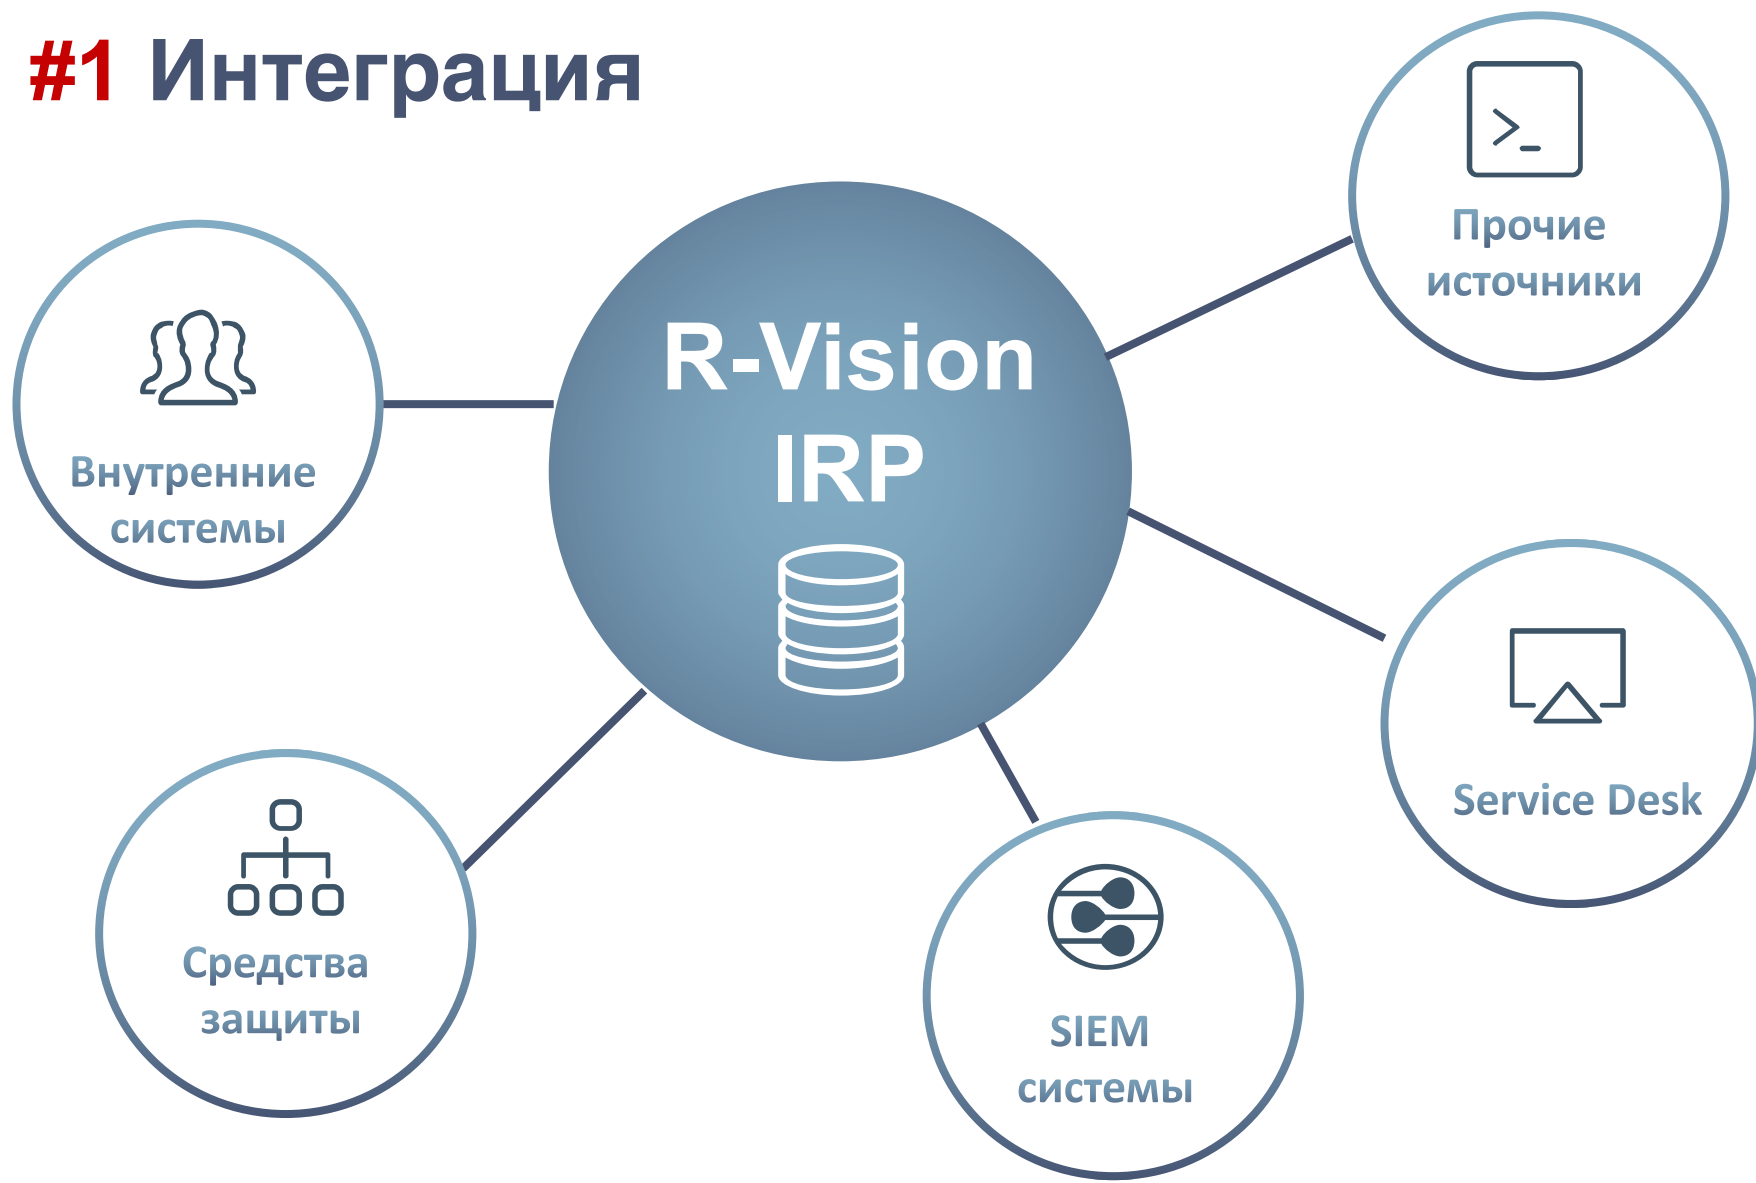 #1 Интеграция
Прочие
источники
R-Vision
IRP
Внутренние
системы
Service Desk
Средства
защиты
SIEM
системы